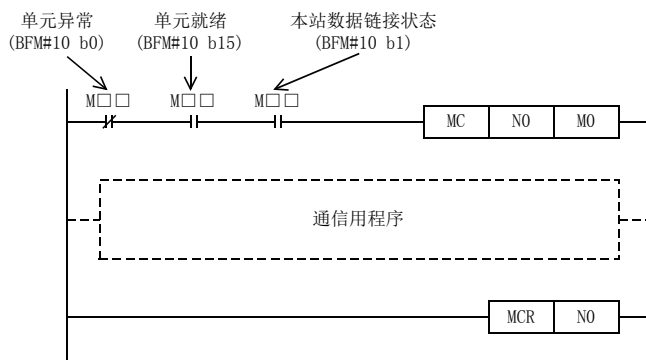 单元异常
(BFM#10 b0)
单元就绪
(BFM#10 b15)
本站数据链接状态
(BFM#10 b1)
M□□
M□□
M□□
MC
N0
M0
通信用程序
MCR
N0